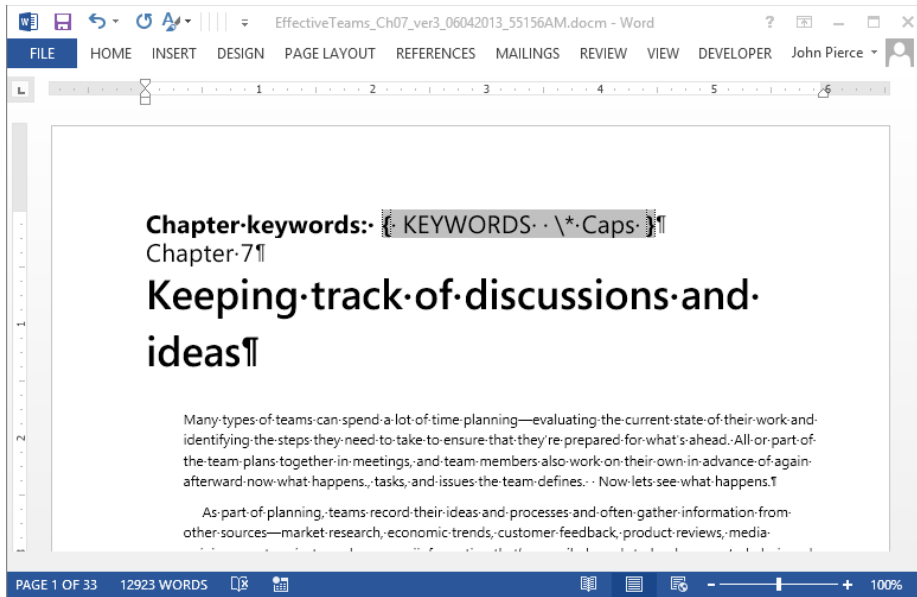 EffectiveTeams_Ch07_ver3_06042013_55156AM.docm - Word
FILE HOME INSERT DESIGN PAGE LAYOUT REFERENCES MAILINGS REVIEW VIEW DEVELOPER John Pierce
1 2 3 4 5 6
Chapter·keywords:· {· KEYWORDS· · \*·Caps· }¶
Chapter·7¶
Keeping·track·of·discussions·and·
ideas¶
Many·types·of·teams·can·spend·a·lot·of·time·planning—evaluating·the·current·state·of·their·work·and·
identifying·the·steps·they·need·to·take·to·ensure·that·they're·prepared·for·what's·ahead.·All·or·part·of·
the·team·plans·together·in·meetings,·and·team·members·also·work·on·their·own·in·advance·of·again·
afterward·now·what·happens.,·tasks,·and·issues·the·team·defines.· · Now·lets·see·what·happens.¶
As·part·of·planning,·teams·record·their·ideas·and·processes·and·often·gather·information·from·
other·sources—market·research,·economic·trends,·customer·feedback,·product·reviews,·media·
PAGE 1 OF 33 12923 WORDS 100%